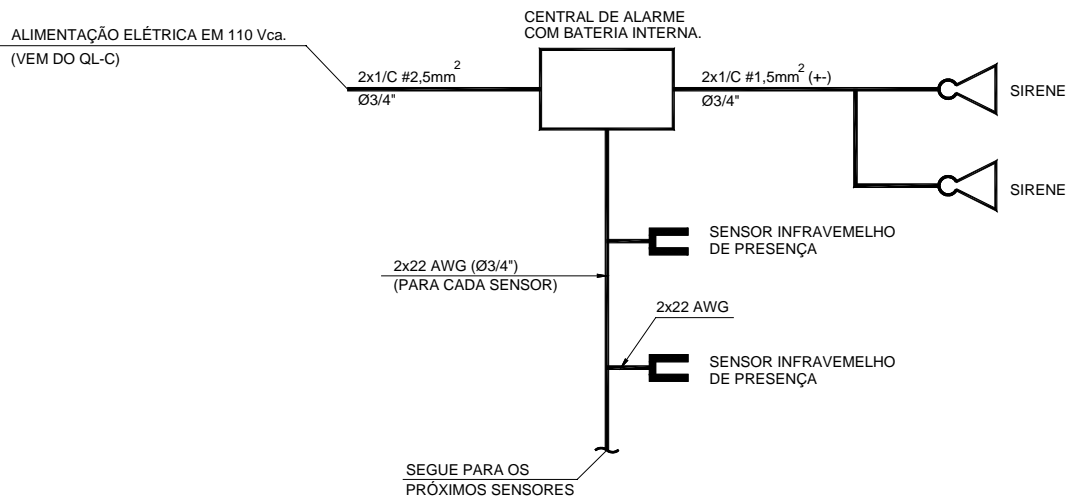 CENTRAL DE ALARME
COM BATERIA INTERNA.
ALIMENTAÇÃO ELÉTRICA EM 110 Vca.
(VEM DO QL-C)
2x1/C #2,5mm²
Ø3/4"
2x1/C #1,5mm² (+-)
Ø3/4"
SIRENE
SIRENE
SENSOR INFRAVEMELHO
DE PRESENÇA
2x22 AWG (Ø3/4")
(PARA CADA SENSOR)
2x22 AWG
SENSOR INFRAVEMELHO
DE PRESENÇA
SEGUE PARA OS
PRÓXIMOS SENSORES